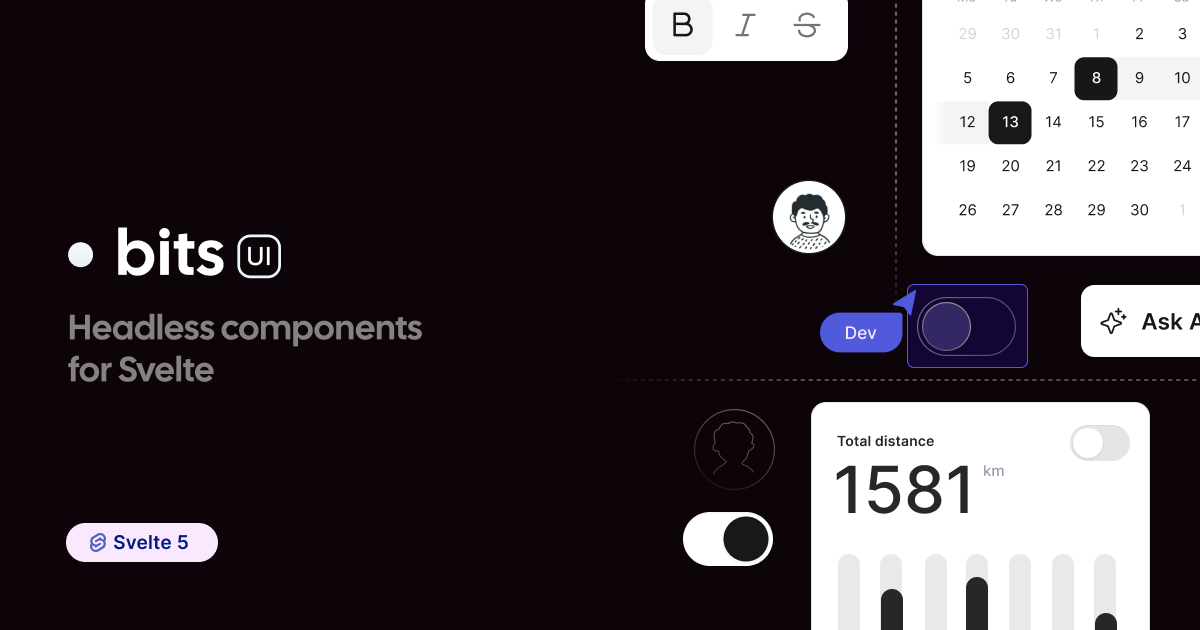 bits UI
Headless components
for Svelte
Svelte 5
B I S
29 30 31 1 2 3
5 6 7 8 9 10
12 13 14 15 16 17
19 20 21 22 23 24
26 27 28 29 30 1
Dev
Ask A
Total distance
1581 km